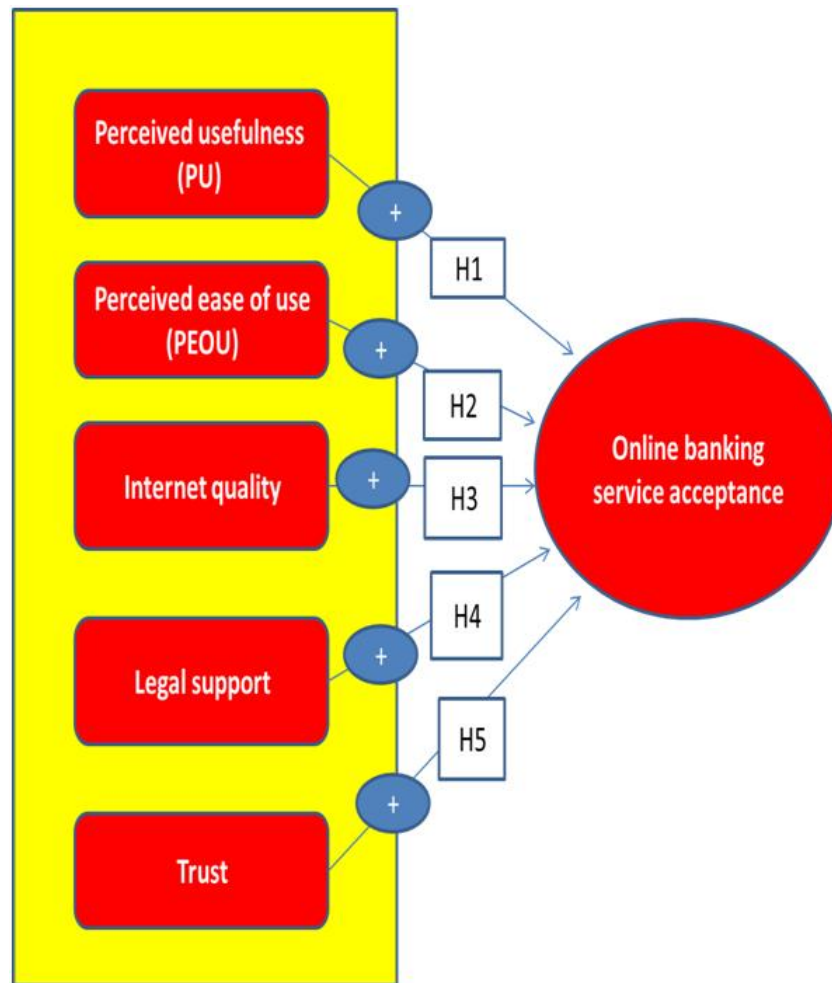 Perceived usefulness
(PU)
+
H1
Perceived ease of use
(PEOU)
+
H2
Internet quality
+
H3
Online banking
service acceptance
Legal support
+
H4
Trust
+
H5